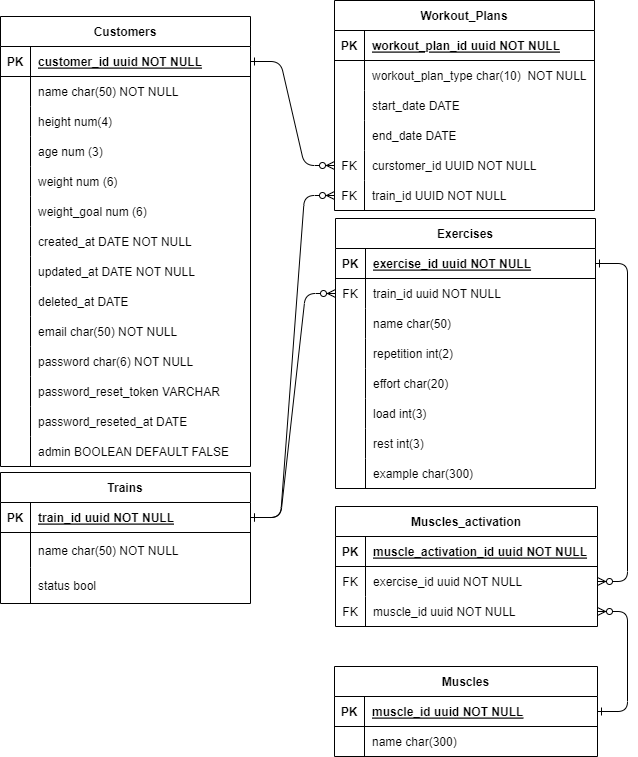 Customers
PK customer_id uuid NOT NULL
name char(50) NOT NULL
height num(4)
age num (3)
weight num (6)
weight_goal num (6)
created_at DATE NOT NULL
updated_at DATE NOT NULL
deleted_at DATE
email char(50) NOT NULL
password char(6) NOT NULL
password_reset_token VARCHAR
password_reseted_at DATE
admin BOOLEAN DEFAULT FALSE
Trains
PK train_id uuid NOT NULL
name char(50) NOT NULL
status bool
Workout_Plans
PK workout_plan_id uuid NOT NULL
workout_plan_type char(10) NOT NULL
start_date DATE
end_date DATE
FK curstomer_id UUID NOT NULL
FK train_id UUID NOT NULL
Exercises
PK exercise_id uuid NOT NULL
FK train_id uuid NOT NULL
name char(50)
repetition int(2)
effort char(20)
load int(3)
rest int(3)
example char(300)
Muscles_activation
PK muscle_activation_id uuid NOT NULL
FK exercise_id uuid NOT NULL
FK muscle_id uuid NOT NULL
Muscles
PK muscle_id uuid NOT NULL
name char(300)